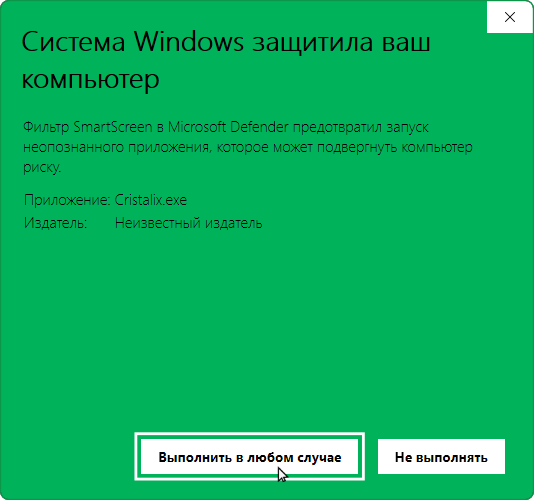 Система Windows защитила ваш
компьютер
Фильтр SmartScreen в Microsoft Defender предотвратил запуск
неопознанного приложения, которое может подвергнуть компьютер
риску.
Приложение: Cristalix.exe
Издатель: Неизвестный издатель
Выполнить в любом случае Не выполнять